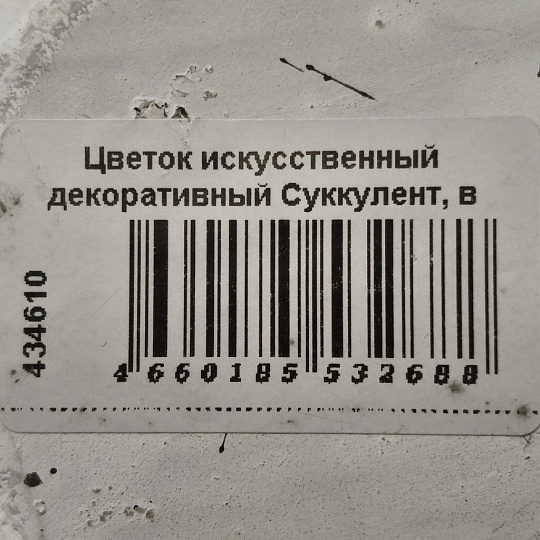 Цветок искусственный
декоративный Суккулент, в
434610
4 660185 532688